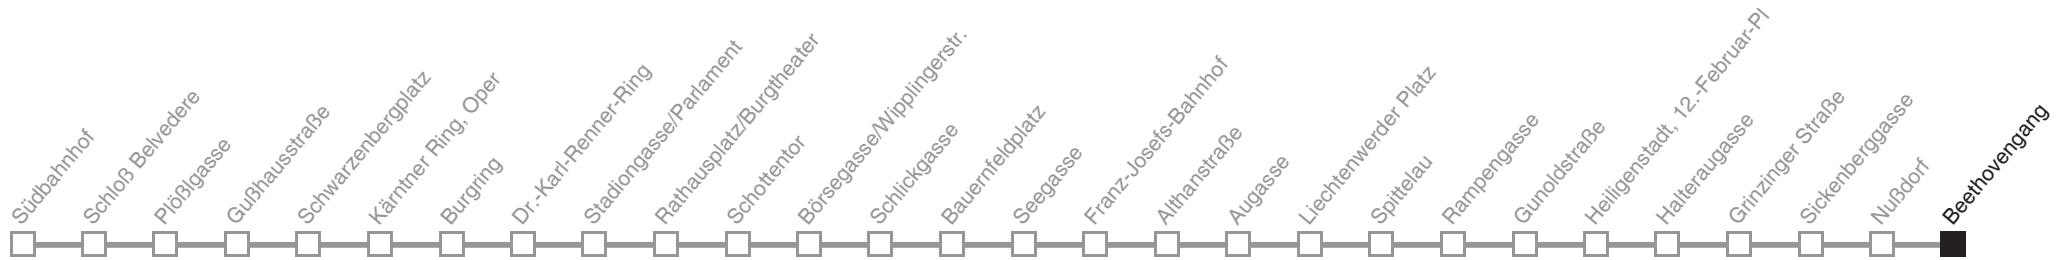 Südbahnhof
Schloß Belvedere
Plößlgasse
Gußhausstraße
Schwarzenbergplatz
Kärntner Ring, Oper
Burgring
Dr.-Karl-Renner-Ring
Stadiongasse/Parlament
Rathausplatz/Burgtheater
Schottentor
Börsegasse/Wipplingerstr.
Schlickgasse
Bauernfeldplatz
Seegasse
Franz-Josefs-Bahnhof
Althanstraße
Augasse
Liechtenwerder Platz
Spittelau
Rampengasse
Gunoldstraße
Heiligenstadt, 12.-Februar-Pl
Halteraugasse
Grinzinger Straße
Sickenberggasse
Nußdorf
Beethovengang